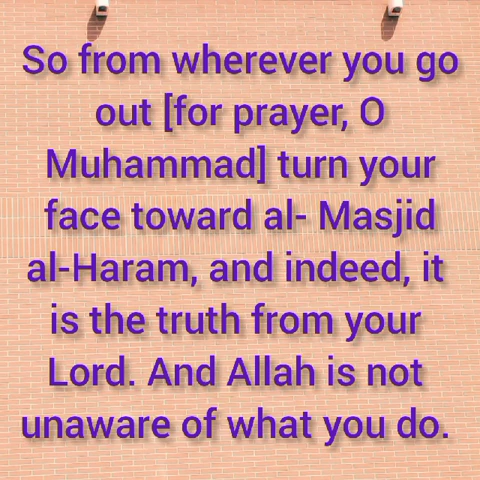 So from wherever you go
out [for prayer, O
Muhammad] turn your
face toward al- Masjid
al-Haram, and indeed, it
is the truth from your
Lord. And Allah is not
unaware of what you do.